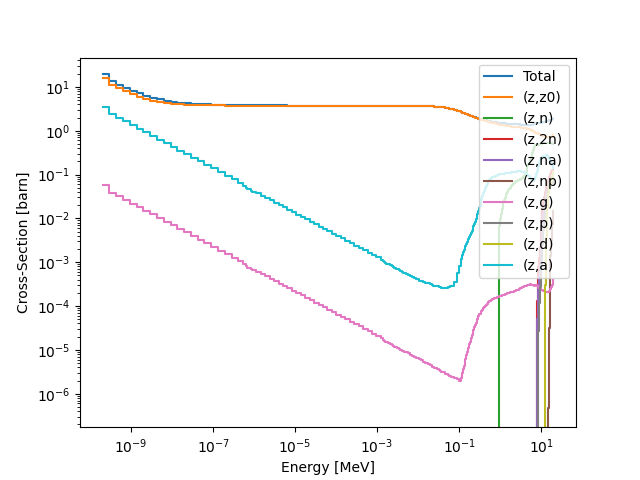 Cross-Section [barn]
10¹
10⁰
10⁻¹
10⁻²
10⁻³
10⁻⁴
10⁻⁵
10⁻⁶
Total
(z,z0)
(z,n)
(z,2n)
(z,na)
(z,np)
(z,g)
(z,p)
(z,d)
(z,a)
10⁻⁹ 10⁻⁷ 10⁻⁵ 10⁻³ 10⁻¹ 10¹
Energy [MeV]